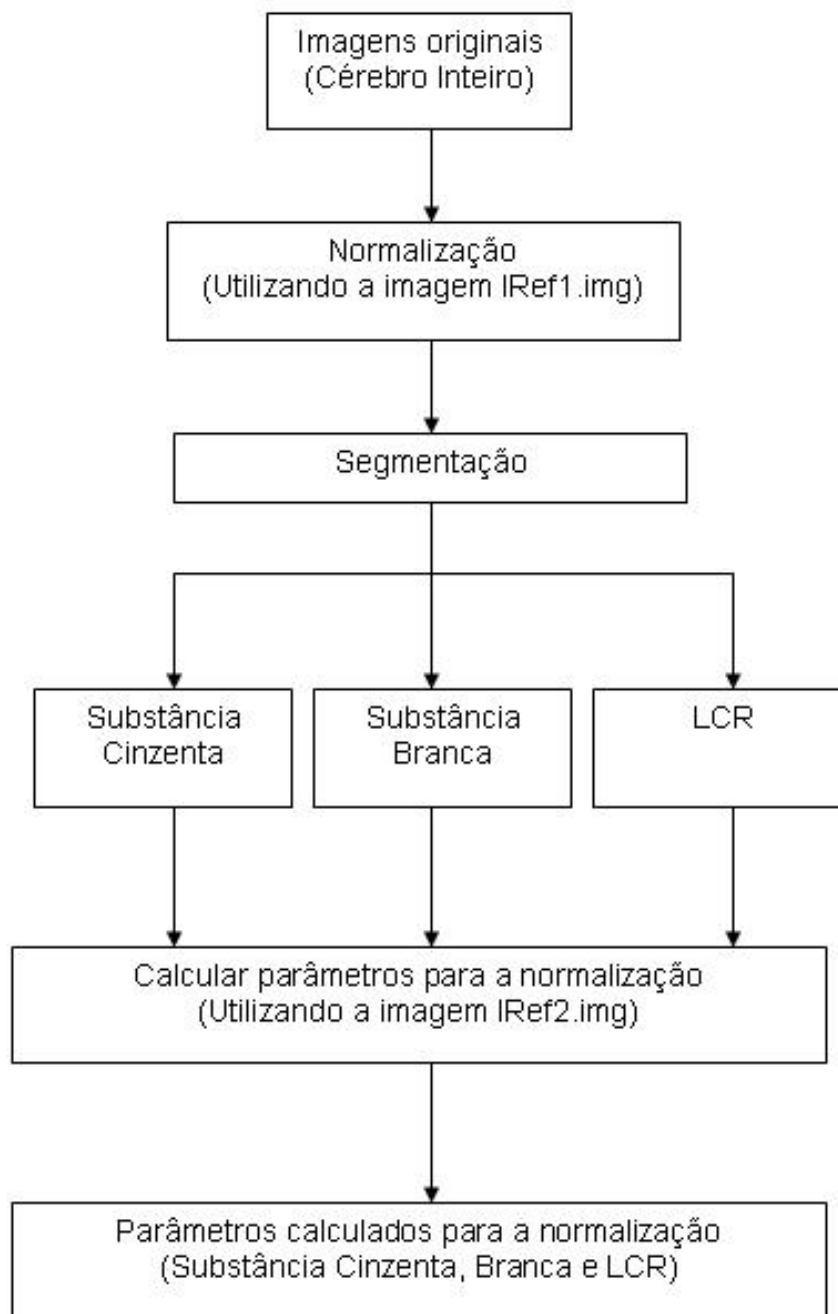 Imagens originais
(Cérebro Inteiro)
Normalização
(Utilizando a imagem IRef1.img)
Segmentação
Substância
Cinzenta
Substância
Branca
LCR
Calcular parâmetros para a normalização
(Utilizando a imagem IRef2.img)
Parâmetros calculados para a normalização
(Substância Cinzenta, Branca e LCR)